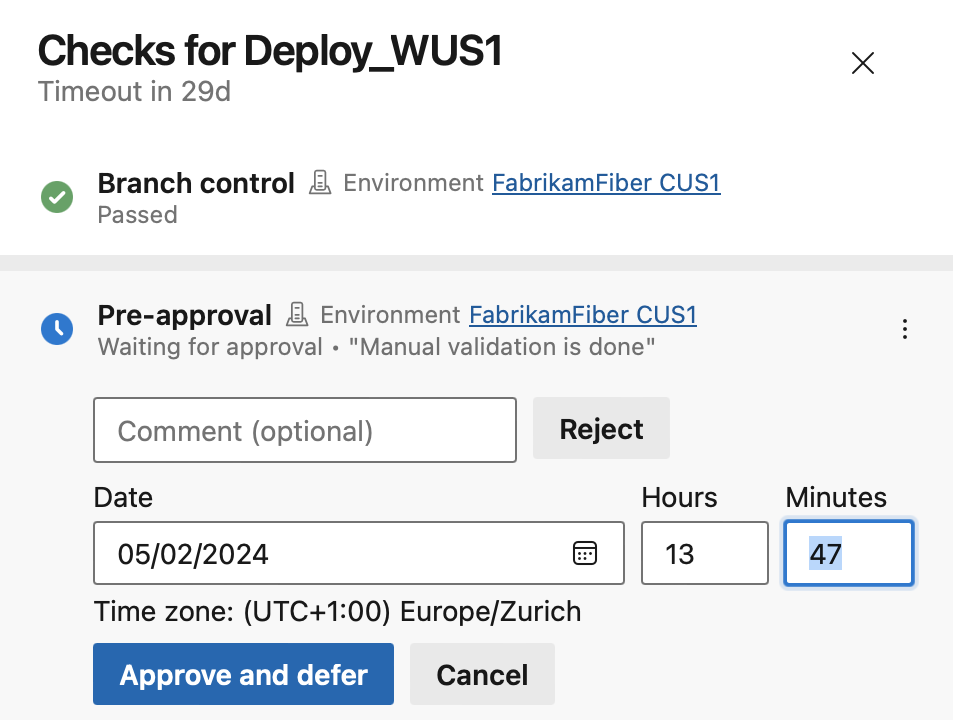 Checks for Deploy_WUS1
Timeout in 29d
Branch control Environment FabrikamFiber CUS1
Passed
Pre-approval Environment FabrikamFiber CUS1
Waiting for approval • "Manual validation is done"
Comment (optional) Reject
Date Hours Minutes
05/02/2024 13 47
Time zone: (UTC+1:00) Europe/Zurich
Approve and defer Cancel